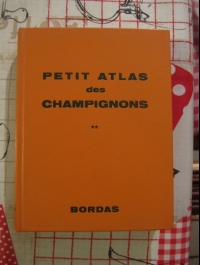 PETIT ATLAS
des
CHAMPIGNONS
**
BORDAS